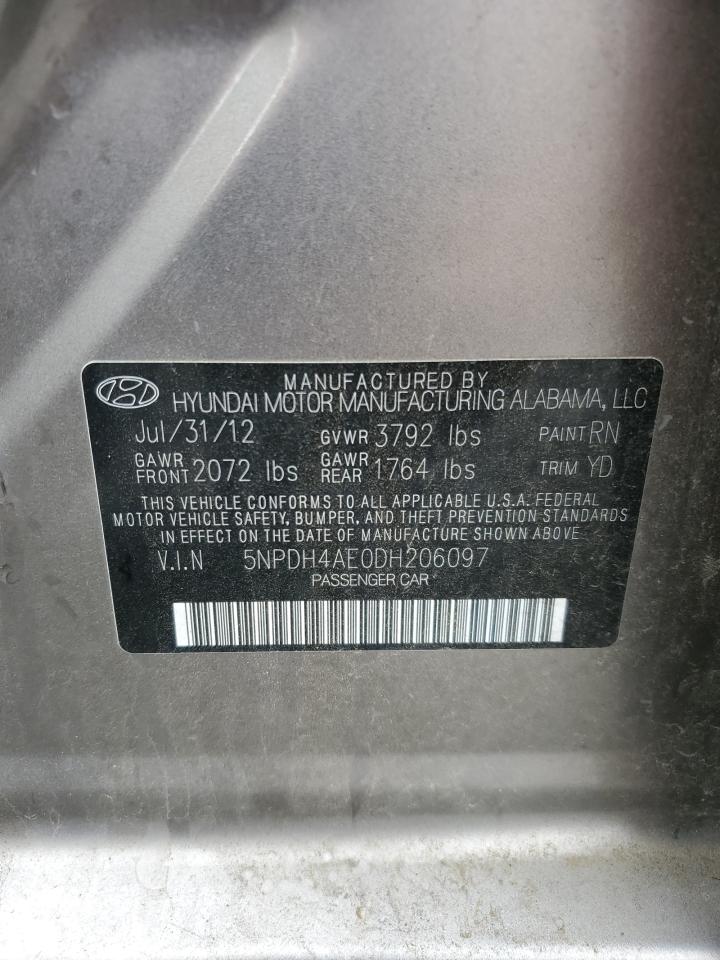 MANUFACTURED BY
HYUNDAI MOTOR MANUFACTURING ALABAMA, LLC
Jul/31/12 GVWR 3792 lbs PAINT RN
GAWR FRONT 2072 lbs GAWR REAR 1764 lbs TRIM YD
THIS VEHICLE CONFORMS TO ALL APPLICABLE U.S.A. FEDERAL
MOTOR VEHICLE SAFETY, BUMPER, AND THEFT PREVENTION STANDARDS
IN EFFECT ON THE DATE OF MANUFACTURE SHOWN ABOVE
V.I.N 5NPDH4AE0DH206097
PASSENGER CAR